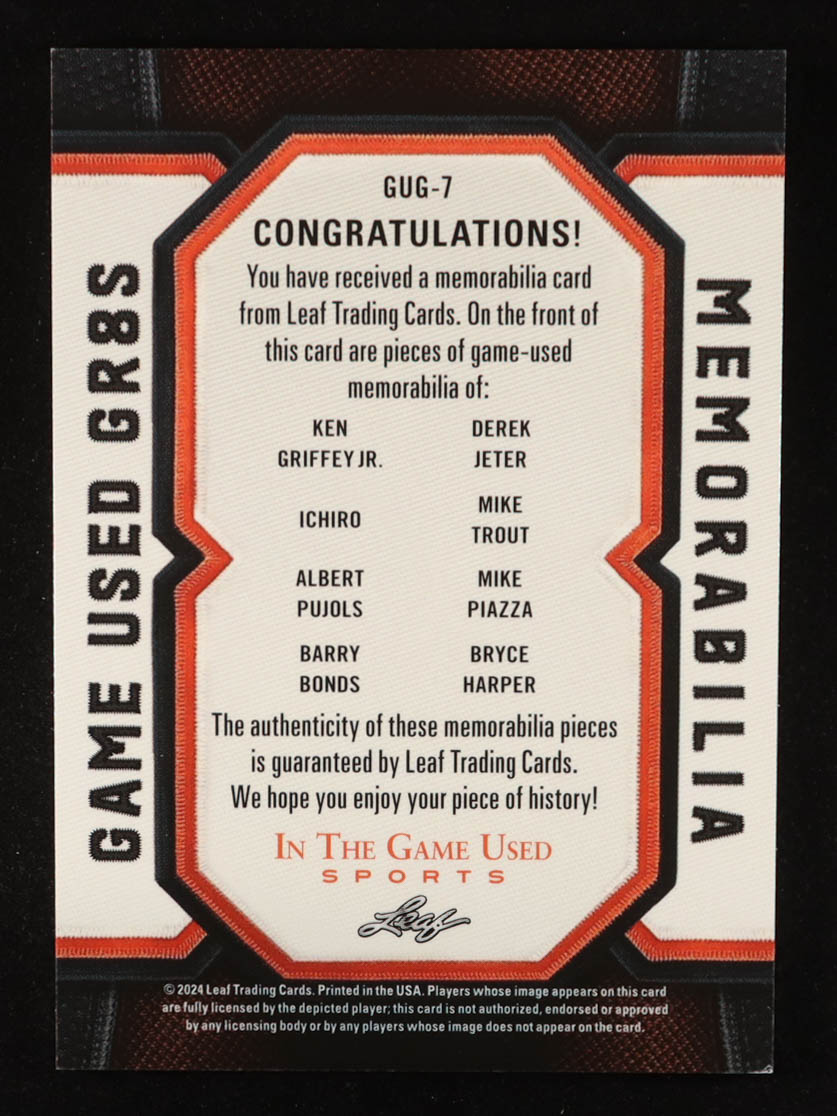 GAME USED GR8S
GUG-7
CONGRATULATIONS!
You have received a memorabilia card
from Leaf Trading Cards. On the front of
this card are pieces of game-used
memorabilia of:
KEN
GRIFFEY JR.
DEREK
JETER
ICHIRO
MIKE
TROUT
ALBERT
PUJOLS
MIKE
PIAZZA
BARRY
BONDS
BRYCE
HARPER
The authenticity of these memorabilia pieces
is guaranteed by Leaf Trading Cards.
We hope you enjoy your piece of history!
IN THE GAME USED
SPORTS
Leaf
MEMORABILIA
© 2024 Leaf Trading Cards. Printed in the USA. Players whose image appears on this card
are fully licensed by the depicted player; this card is not authorized, endorsed or approved
by any licensing body or by any players whose image does not appear on the card.